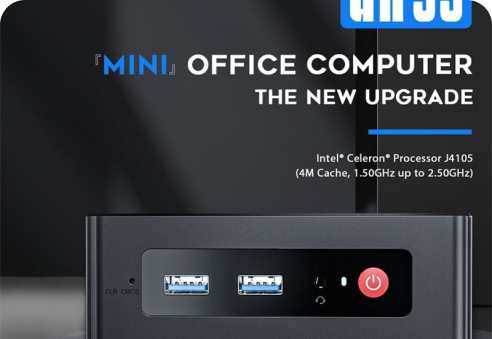 『MINI』 OFFICE COMPUTER
THE NEW UPGRADE
Intel® Celeron® Processor J4105
(4M Cache, 1.50GHz up to 2.50GHz)
CLR CMOS